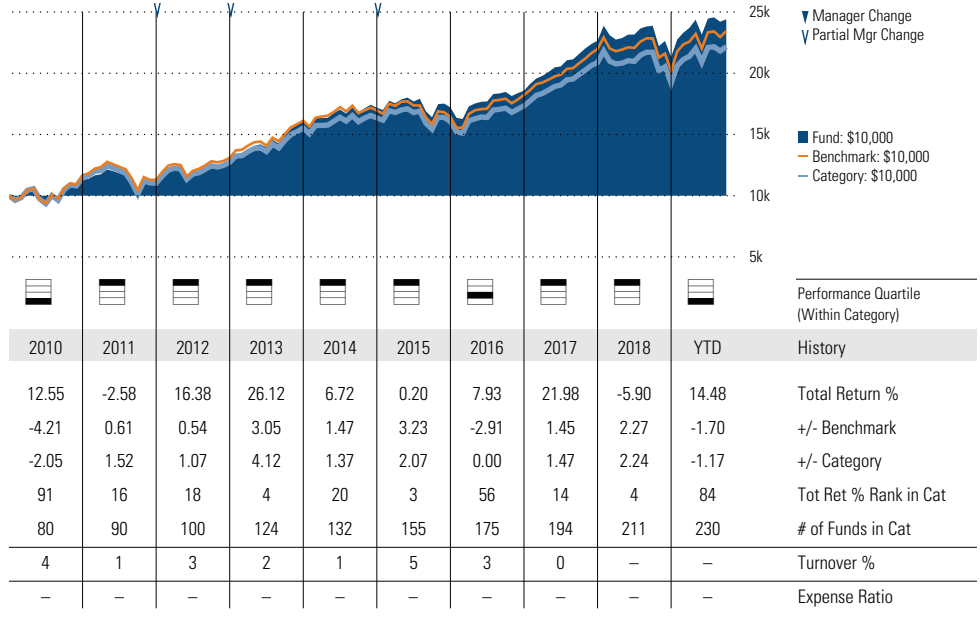 25k
20k
15k
10k
5k
Manager Change
Partial Mgr Change
Fund: $10,000
Benchmark: $10,000
Category: $10,000
Performance Quartile
(Within Category)
2010 2011 2012 2013 2014 2015 2016 2017 2018 YTD History
12.55 -2.58 16.38 26.12 6.72 0.20 7.93 21.98 -5.90 14.48 Total Return %
-4.21 0.61 0.54 3.05 1.47 3.23 -2.91 1.45 2.27 -1.70 +/- Benchmark
-2.05 1.52 1.07 4.12 1.37 2.07 0.00 1.47 2.24 -1.17 +/- Category
91 16 18 4 20 3 56 14 4 84 Tot Ret % Rank in Cat
80 90 100 124 132 155 175 194 211 230 # of Funds in Cat
4 1 3 2 1 5 3 0 – – Turnover %
– – – – – – – – – – Expense Ratio